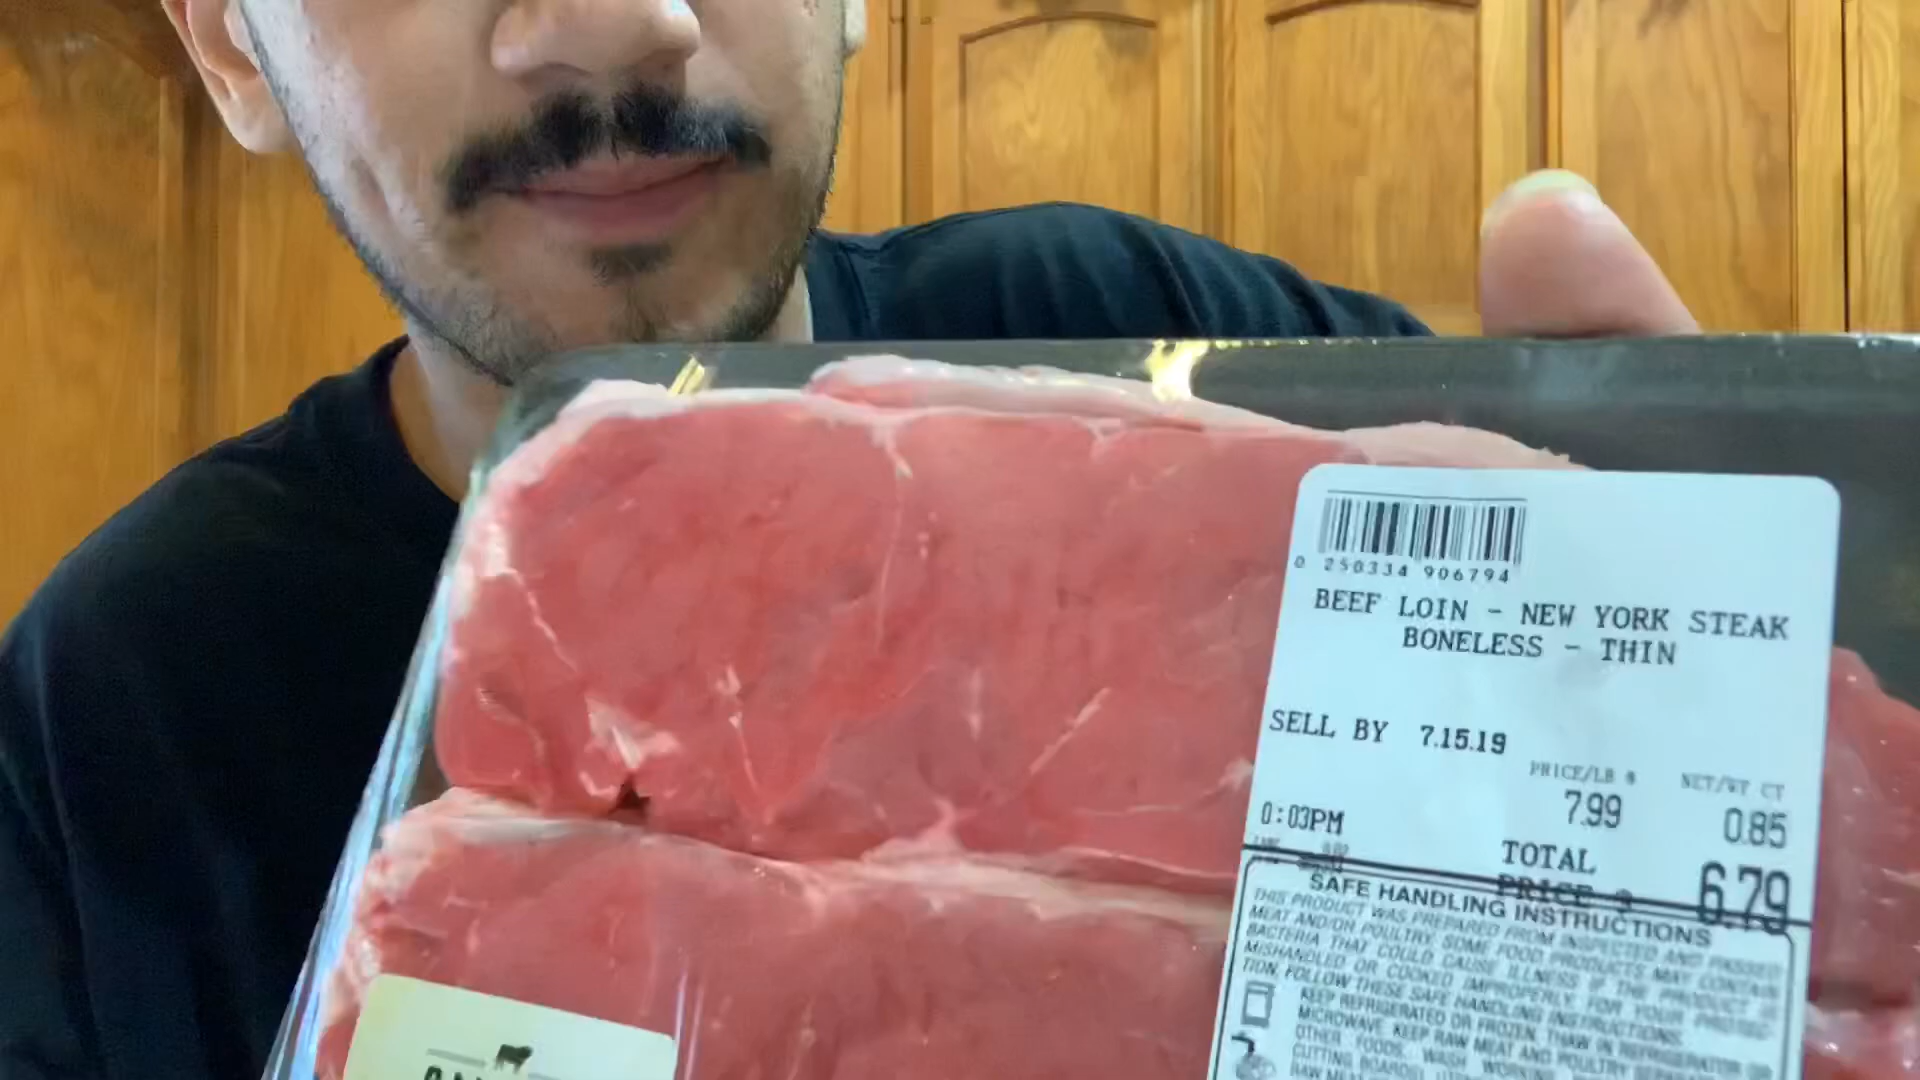 0 250334 906794
BEEF LOIN - NEW YORK STEAK
BONELESS - THIN
SELL BY 7.15.19
PRICE/LB $ NET/WT CT
0:03PM 7.99 0.85
TOTAL
PRICE $ 6.79
SAFE HANDLING INSTRUCTIONS
THIS PRODUCT WAS PREPARED FROM INSPECTED AND PASSED
MEAT AND/OR POULTRY. SOME FOOD PRODUCTS MAY CONTAIN
BACTERIA THAT COULD CAUSE ILLNESS IF THE PRODUCT IS
MISHANDLED OR COOKED IMPROPERLY. FOR YOUR PROTEC-
TION, FOLLOW THESE SAFE HANDLING INSTRUCTIONS.
KEEP REFRIGERATED OR FROZEN. THAW IN REFRIGERATOR OR
MICROWAVE. KEEP RAW MEAT AND POULTRY SEPARATE
OTHER FOODS. WASH WORKING
CUTTING BOARDS),
RAW